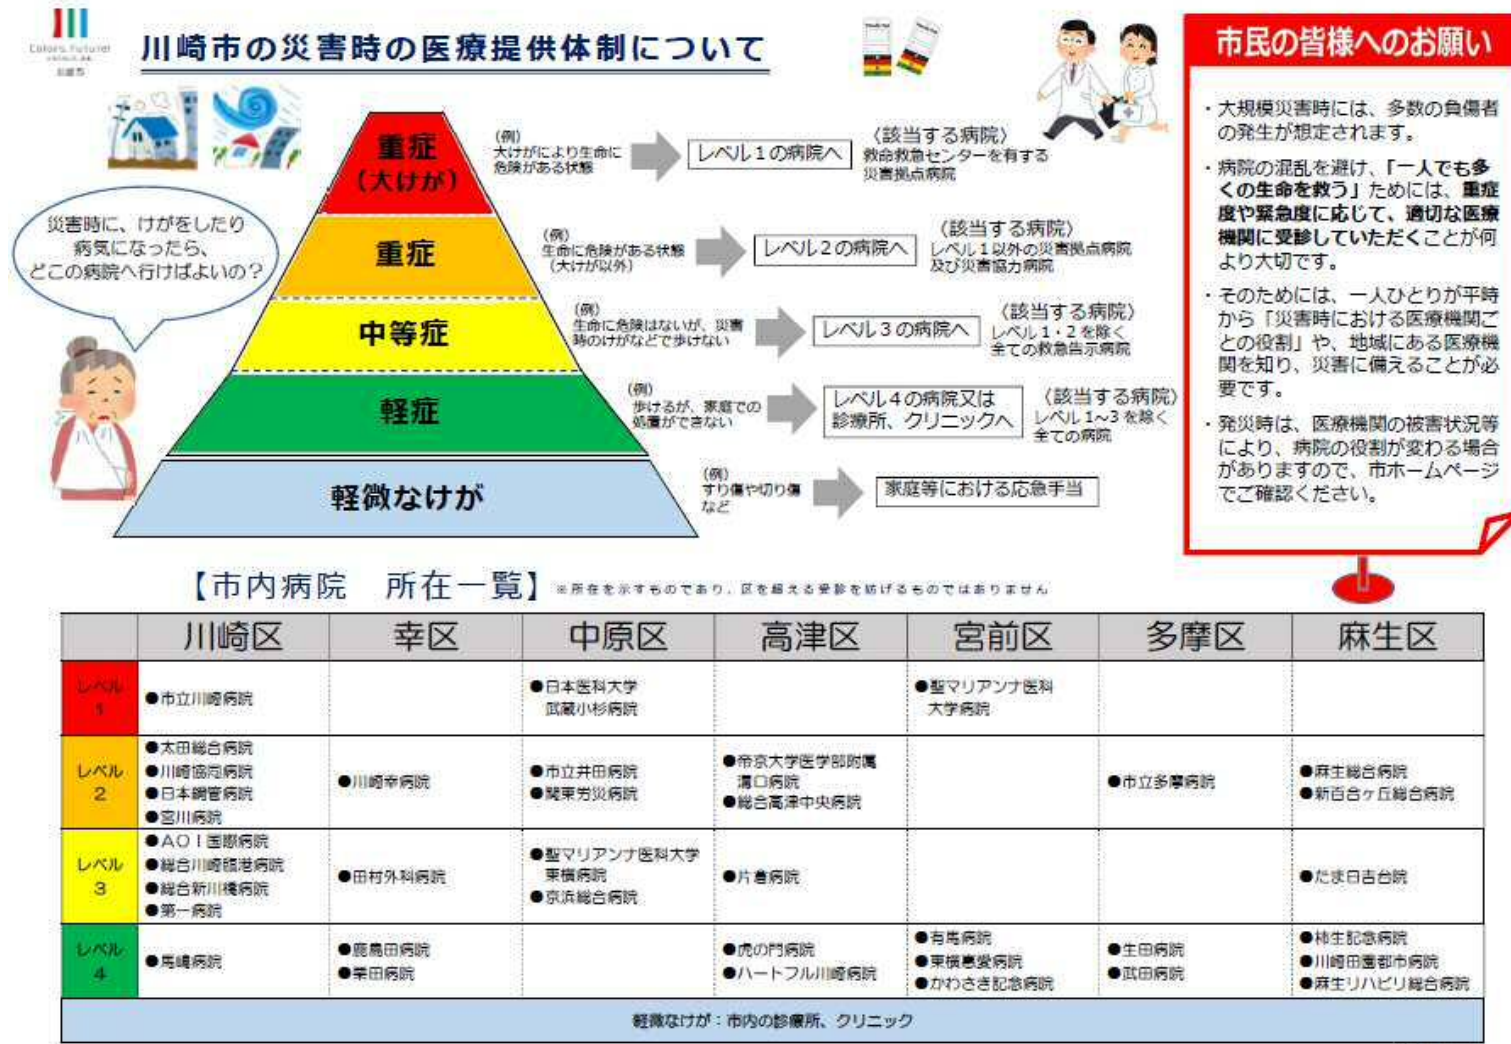 Colors, Future!
川崎市
川崎市の災害時の医療提供体制について
災害時に、けがをしたり
病気になったら、
どこの病院へ行けばよいの？
重症
（大けが）
(例)
大けがにより生命に
危険がある状態
レベル１の病院へ
〈該当する病院〉
救命救急センターを有する
災害拠点病院
重症
(例)
生命に危険がある状態
（大けが以外）
レベル２の病院へ
〈該当する病院〉
レベル１以外の災害拠点病院
及び災害協力病院
中等症
(例)
生命に危険はないが、災害
時のけがなどで歩けない
レベル３の病院へ
〈該当する病院〉
レベル１・２を除く
全ての救急告示病院
軽症
(例)
歩けるが、家庭での
処置ができない
レベル４の病院又は
診療所、クリニックへ
〈該当する病院〉
レベル１~３を除く
全ての病院
軽微なけが
(例)
すり傷や切り傷
など
家庭等における応急手当
市民の皆様へのお願い
・大規模災害時には、多数の負傷者
の発生が想定されます。
・病院の混乱を避け、「一人でも多
くの生命を救う」ためには、重症
度や緊急度に応じて、適切な医療
機関に受診していただくことが何
より大切です。
・そのためには、一人ひとりが平時
から「災害時における医療機関ご
との役割」や、地域にある医療機
関を知り、災害に備えることが必
要です。
・発災時は、医療機関の被害状況等
により、病院の役割が変わる場合
がありますので、市ホームページ
でご確認ください。
【市内病院　所在一覧】※所在を示すものであり、区を超える受診を妨げるものではありません
川崎区 幸区 中原区 高津区 宮前区 多摩区 麻生区
レベル
1
●市立川崎病院
●日本医科大学
武蔵小杉病院
●聖マリアンナ医科
大学病院
レベル
2
●太田総合病院
●川崎協同病院
●日本鋼管病院
●宮川病院
●川崎幸病院
●市立井田病院
●関東労災病院
●帝京大学医学部附属
溝口病院
●総合高津中央病院
●市立多摩病院
●麻生総合病院
●新百合ヶ丘総合病院
レベル
3
●ＡＯＩ国際病院
●総合川崎臨港病院
●総合新川橋病院
●第一病院
●田村外科病院
●聖マリアンナ医科大学
東横病院
●京浜総合病院
●片倉病院
●たま日吉台院
レベル
4
●馬嶋病院
●鹿島田病院
●栗田病院
●虎の門病院
●ハートフル川崎病院
●有馬病院
●東横恵愛病院
●かわさき記念病院
●生田病院
●武田病院
●柿生記念病院
●川崎田園都市病院
●麻生リハビリ総合病院
軽微なけが：市内の診療所、クリニック